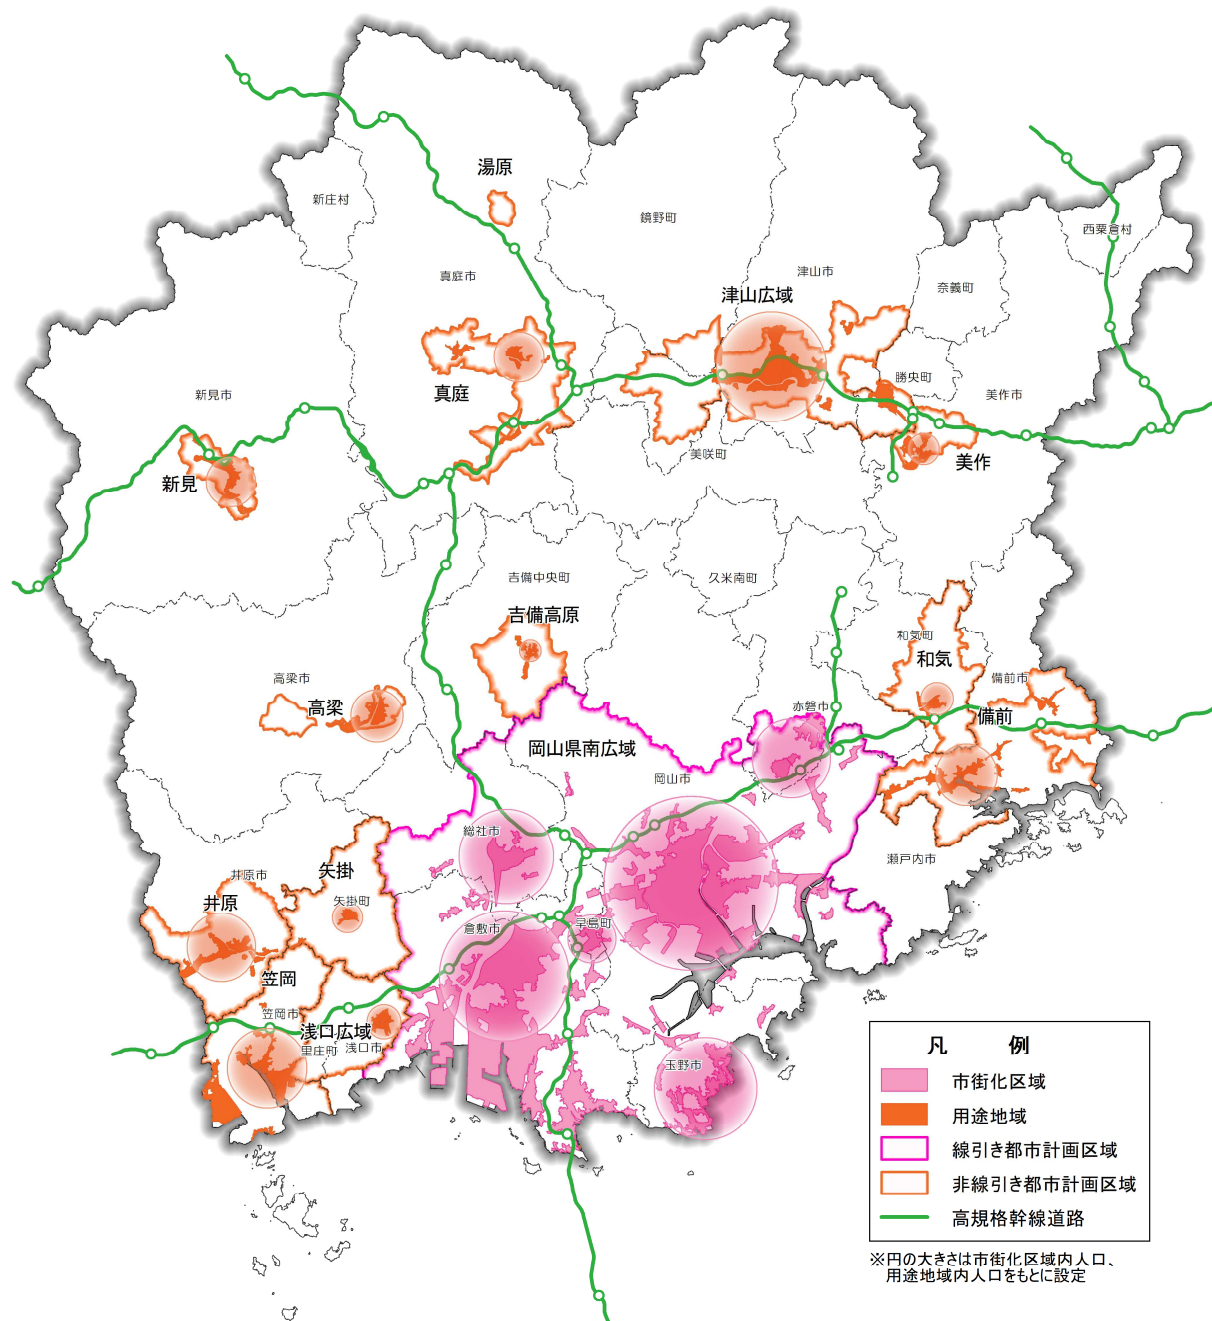 湯原
新庄村
鏡野町
西粟倉村
真庭市
津山市
奈義町
津山広域
真庭
新見市
勝央町
美作市
美咲町
美作
新見
吉備中央町
久米南町
吉備高原
和気町
和気
高梁市
備前市
高梁
赤磐市
備前
岡山県南広域
岡山市
総社市
瀬戸内市
矢掛
井原市
矢掛町
井原
倉敷市
早島町
笠岡
笠岡市
浅口広域
里庄町
浅口市
玉野市
凡 例
市街化区域
用途地域
線引き都市計画区域
非線引き都市計画区域
高規格幹線道路
※円の大きさは市街化区域内人口、
用途地域内人口をもとに設定